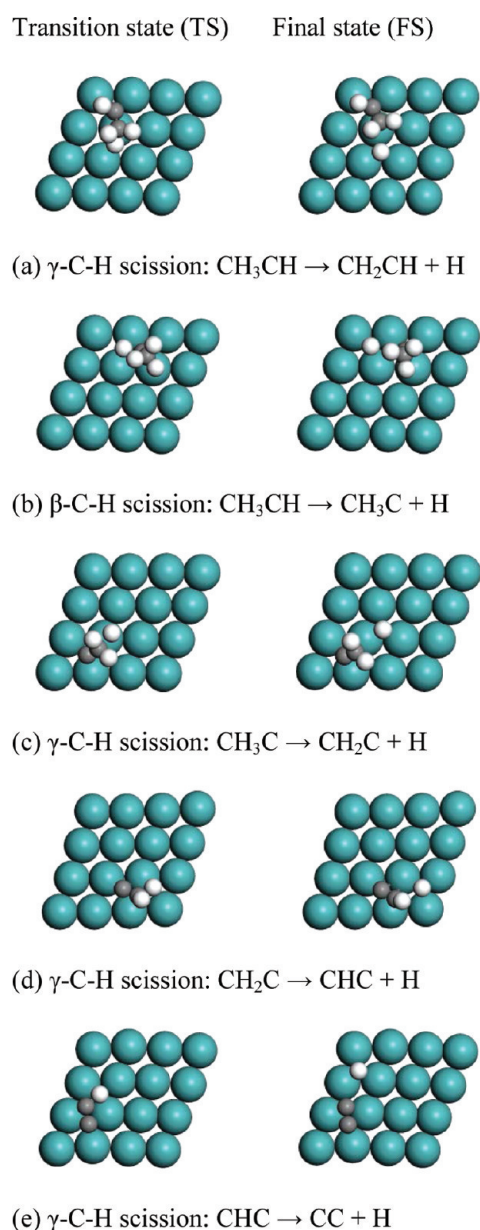 Transition state (TS) Final state (FS)
(a) γ-C-H scission: CH₃CH → CH₂CH + H
(b) β-C-H scission: CH₃CH → CH₃C + H
(c) γ-C-H scission: CH₃C → CH₂C + H
(d) γ-C-H scission: CH₂C → CHC + H
(e) γ-C-H scission: CHC → CC + H